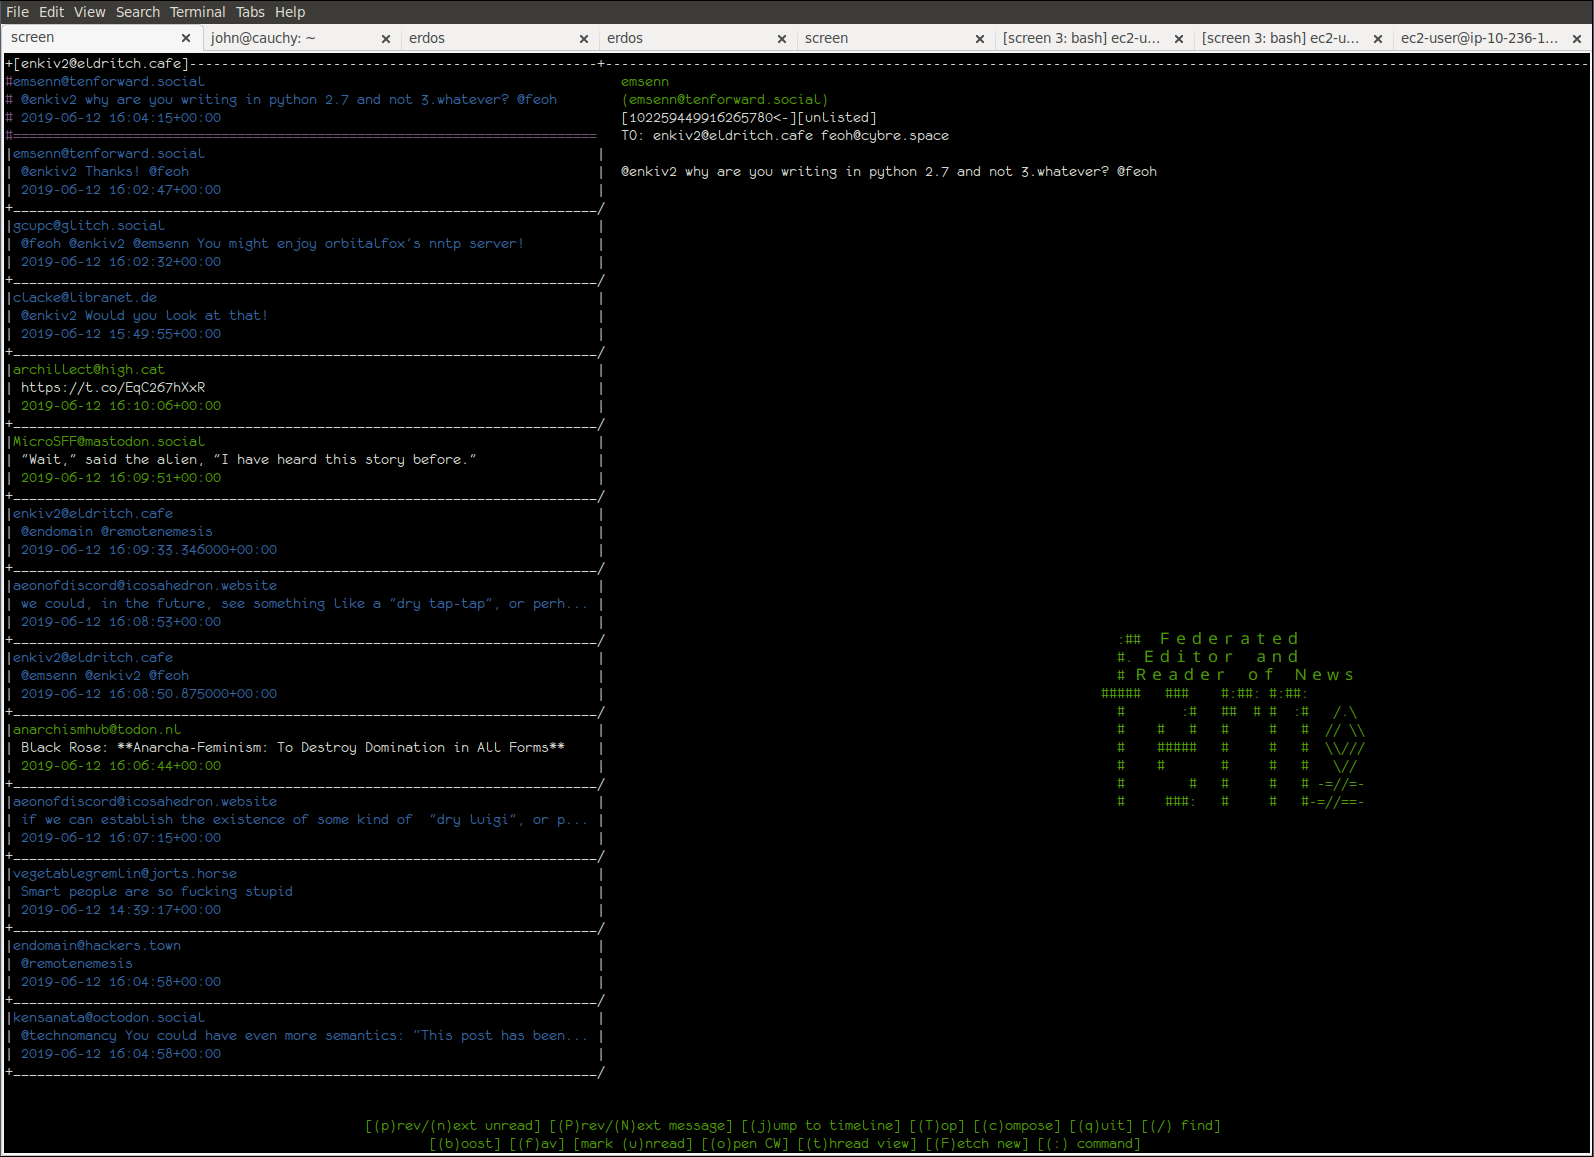 File Edit View Search Terminal Tabs Help
screen × john@cauchy: ~ × erdos × erdos × screen × [screen 3: bash] ec2-u... × [screen 3: bash] ec2-u... × ec2-user@ip-10-236-1... ×
+[enkiv2@eldritch.cafe]
#emsenn@tenforward.social
# @enkiv2 why are you writing in python 2.7 and not 3.whatever? @feoh
# 2019-06-12 16:04:15+00:00
|emsenn@tenforward.social
| @enkiv2 Thanks! @feoh
| 2019-06-12 16:02:47+00:00
|gcupc@glitch.social
| @feoh @enkiv2 @emsenn You might enjoy orbitalfox's nntp server!
| 2019-06-12 16:02:32+00:00
|clacke@libranet.de
| @enkiv2 Would you look at that!
| 2019-06-12 15:49:55+00:00
|archillect@high.cat
| https://t.co/EqC267hXxR
| 2019-06-12 16:10:06+00:00
|MicroSFF@mastodon.social
| "Wait," said the alien, "I have heard this story before."
| 2019-06-12 16:09:51+00:00
|enkiv2@eldritch.cafe
| @endomain @remotenemesis
| 2019-06-12 16:09:33.346000+00:00
|aeonofdiscord@icosahedron.website
| we could, in the future, see something like a "dry tap-tap", or perh...
| 2019-06-12 16:08:53+00:00
|enkiv2@eldritch.cafe
| @emsenn @enkiv2 @feoh
| 2019-06-12 16:08:50.875000+00:00
|anarchismhub@todon.nl
| Black Rose: **Anarcha-Feminism: To Destroy Domination in All Forms**
| 2019-06-12 16:06:44+00:00
|aeonofdiscord@icosahedron.website
| if we can establish the existence of some kind of  "dry luigi", or p...
| 2019-06-12 16:07:15+00:00
|vegetablegremlin@jorts.horse
| Smart people are so fucking stupid
| 2019-06-12 14:39:17+00:00
|endomain@hackers.town
| @remotenemesis
| 2019-06-12 16:04:58+00:00
|kensanata@octodon.social
| @technomancy You could have even more semantics: "This post has been...
| 2019-06-12 16:04:58+00:00
emsenn
(emsenn@tenforward.social)
[102259449916265780<-][unlisted]
TO: enkiv2@eldritch.cafe feoh@cybre.space
@enkiv2 why are you writing in python 2.7 and not 3.whatever? @feoh
Federated
Editor and
Reader of News
fern
[(p)rev/(n)ext unread] [(P)rev/(N)ext message] [(j)ump to timeline] [(T)op] [(c)ompose] [(q)uit] [(/) find]
[(b)oost] [(f)av] [mark (u)nread] [(o)pen CW] [(t)hread view] [(F)etch new] [(:) command]